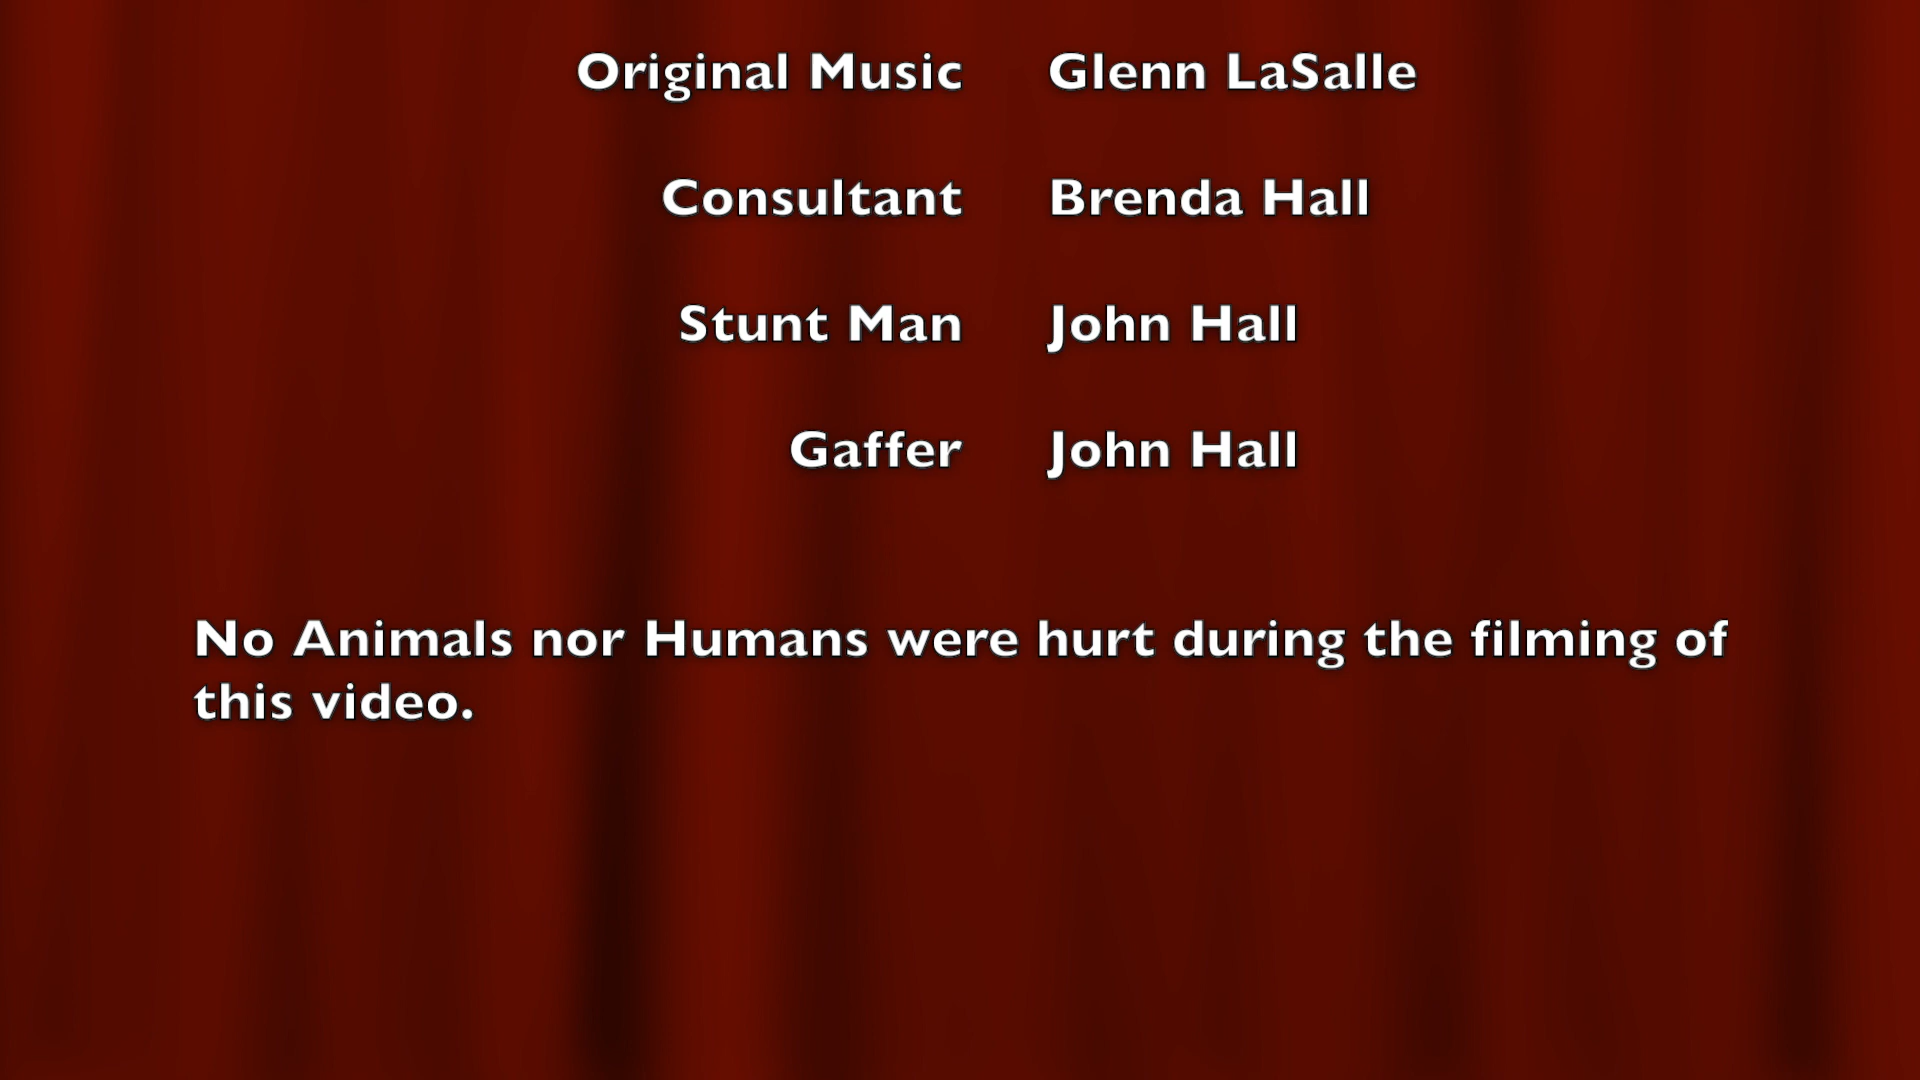 Original Music Glenn LaSalle
Consultant Brenda Hall
Stunt Man John Hall
Gaffer John Hall
No Animals nor Humans were hurt during the filming of
this video.